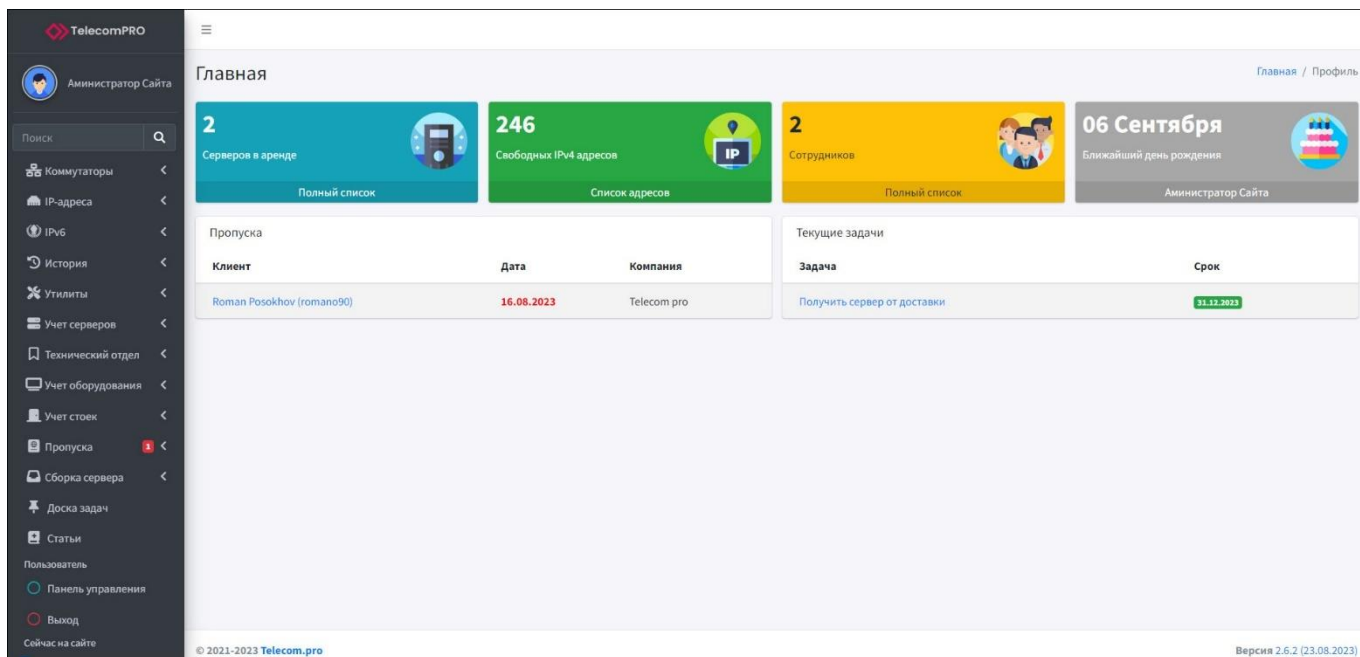 TelecomPRO
Аминистратор Сайта
Поиск
Коммутаторы
IP-адреса
IPv6
История
Утилиты
Учет серверов
Технический отдел
Учет оборудования
Учет стоек
Пропуска 1
Сборка сервера
Доска задач
Статьи
Пользователь
Панель управления
Выход
Сейчас на сайте
Главная
Главная / Профиль
2
Серверов в аренде
Полный список
246
Свободных IPv4 адресов
IP
Список адресов
2
Сотрудников
Полный список
06 Сентября
Ближайший день рождения
Аминистратор Сайта
Пропуска
Клиент Дата Компания
Roman Posokhov (romano90) 16.08.2023 Telecom pro
Текущие задачи
Задача Срок
Получить сервер от доставки 31.12.2023
© 2021-2023 Telecom.pro
Версия 2.6.2 (23.08.2023)